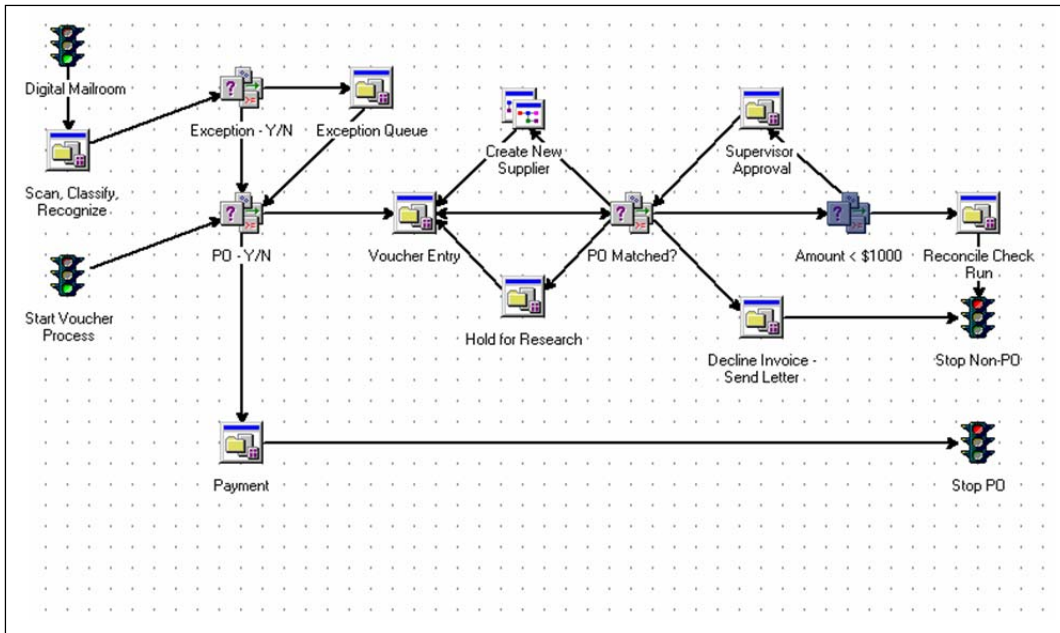 Digital Mailroom
Exception - Y/N
Exception Queue
Create New
Supplier
Supervisor
Approval
Scan, Classify,
Recognize
PO - Y/N
Voucher Entry
PO Matched?
Amount < $1000
Reconcile Check
Run
Start Voucher
Process
Hold for Research
Decline Invoice -
Send Letter
Stop Non-PO
Payment
Stop PO